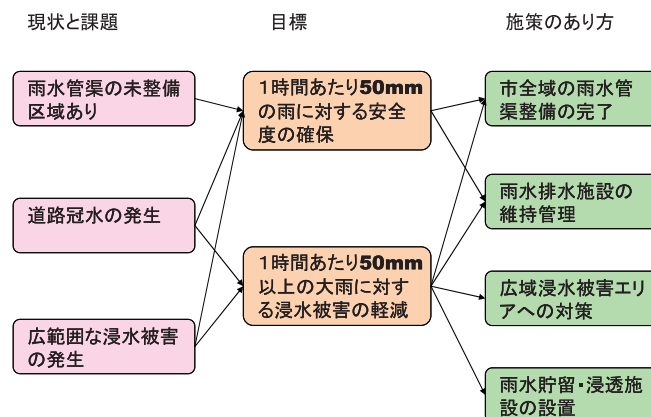 現状と課題
目標
施策のあり方
雨水管渠の未整備
区域あり
道路冠水の発生
広範囲な浸水被害
の発生
1時間あたり50mm
の雨に対する安全
度の確保
1時間あたり50mm
以上の大雨に対す
る浸水被害の軽減
市全域の雨水管
渠整備の完了
雨水排水施設の
維持管理
広域浸水被害エリ
アへの対策
雨水貯留・浸透施
設の設置